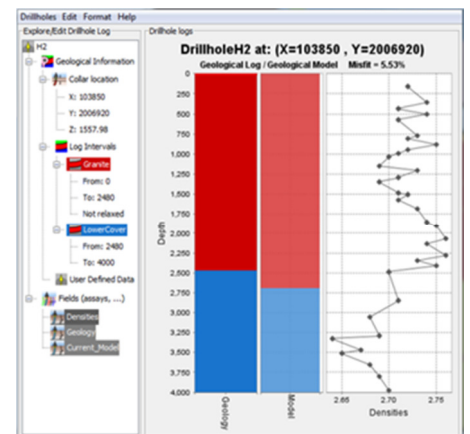 Drillholes Edit Format Help
Explore/Edit Drillhole Log
H2
Geological Information
Collar location
X: 103850
Y: 2006920
Z: 1557.98
Log Intervals
Granite
From: 0
To: 2480
Not relaxed
LowerCover
From: 2480
To: 4000
User Defined Data
Fields (assays, ...)
Densities
Geology
Current_Model
Drillhole logs
DrillholeH2 at: (X=103850 , Y=2006920)
Geological Log / Geological Model Misfit = 5.53%
Depth
0
250
500
750
1,000
1,250
1,500
1,750
2,000
2,250
2,500
2,750
3,000
3,250
3,500
3,750
4,000
Geology
Model
2.65 2.70 2.75
Densities